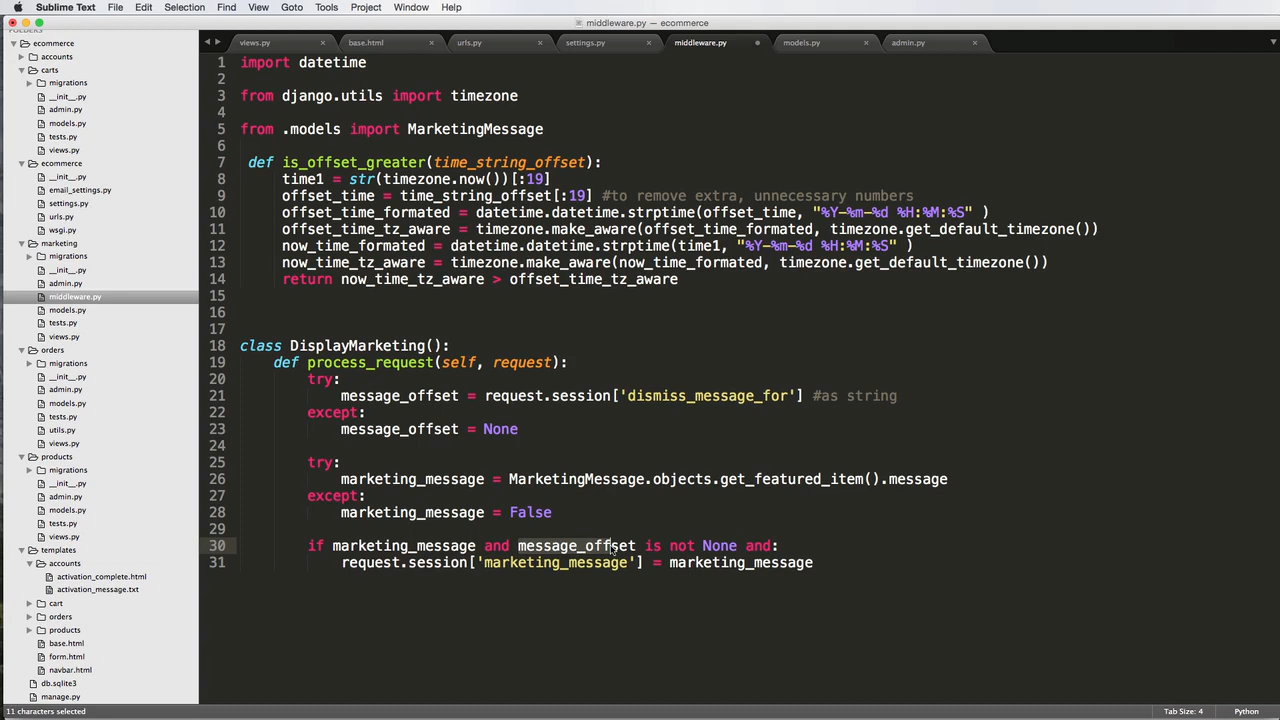 Sublime Text File Edit Selection Find View Goto Tools Project Window Help
middleware.py — ecommerce
FOLDERS
views.py × base.html × urls.py × settings.py × middleware.py models.py × admin.py ×
ecommerce
accounts
carts
migrations
__init__.py
admin.py
models.py
tests.py
views.py
ecommerce
__init__.py
email_settings.py
settings.py
urls.py
wsgi.py
marketing
migrations
__init__.py
admin.py
middleware.py
models.py
tests.py
views.py
orders
migrations
__init__.py
admin.py
models.py
tests.py
utils.py
views.py
products
migrations
__init__.py
admin.py
models.py
tests.py
views.py
templates
accounts
activation_complete.html
activation_message.txt
cart
orders
products
base.html
form.html
navbar.html
db.sqlite3
manage.py
1 import datetime
2
3 from django.utils import timezone
4
5 from .models import MarketingMessage
6
7 def is_offset_greater(time_string_offset):
8 time1 = str(timezone.now())[:19]
9 offset_time = time_string_offset[:19] #to remove extra, unnecessary numbers
10 offset_time_formated = datetime.datetime.strptime(offset_time, "%Y-%m-%d %H:%M:%S" )
11 offset_time_tz_aware = timezone.make_aware(offset_time_formated, timezone.get_default_timezone())
12 now_time_formated = datetime.datetime.strptime(time1, "%Y-%m-%d %H:%M:%S" )
13 now_time_tz_aware = timezone.make_aware(now_time_formated, timezone.get_default_timezone())
14 return now_time_tz_aware > offset_time_tz_aware
15
16
17
18 class DisplayMarketing():
19 def process_request(self, request):
20 try:
21 message_offset = request.session['dismiss_message_for'] #as string
22 except:
23 message_offset = None
24
25 try:
26 marketing_message = MarketingMessage.objects.get_featured_item().message
27 except:
28 marketing_message = False
29
30 if marketing_message and message_offset is not None and:
31 request.session['marketing_message'] = marketing_message
11 characters selected Tab Size: 4 Python